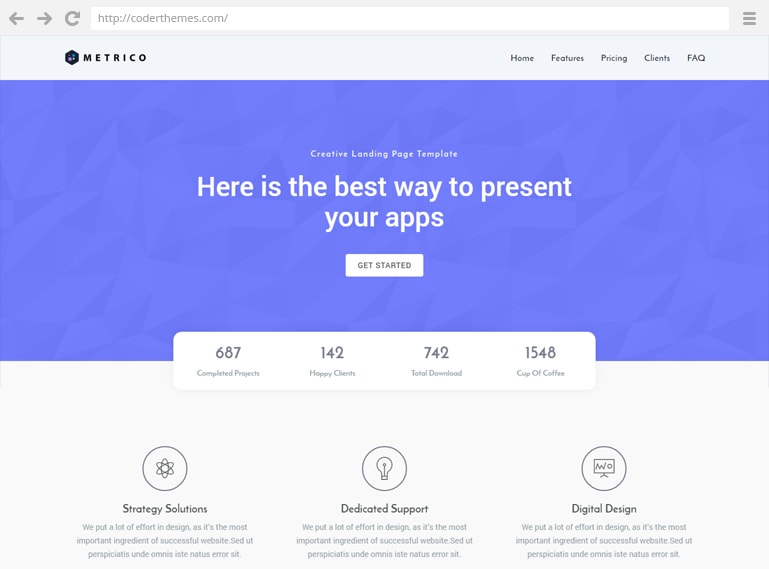 http://coderthemes.com/
METRICO
Home Features Pricing Clients FAQ
Creative Landing Page Template
Here is the best way to present
your apps
GET STARTED
687 142 742 1548
Completed Projects Happy Clients Total Download Cup Of Coffee
Strategy Solutions
We put a lot of effort in design, as it's the most
important ingredient of successful website.Sed ut
perspiciatis unde omnis iste natus error sit.
Dedicated Support
We put a lot of effort in design, as it's the most
important ingredient of successful website.Sed ut
perspiciatis unde omnis iste natus error sit.
Digital Design
We put a lot of effort in design, as it's the most
important ingredient of successful website.Sed ut
perspiciatis unde omnis iste natus error sit.